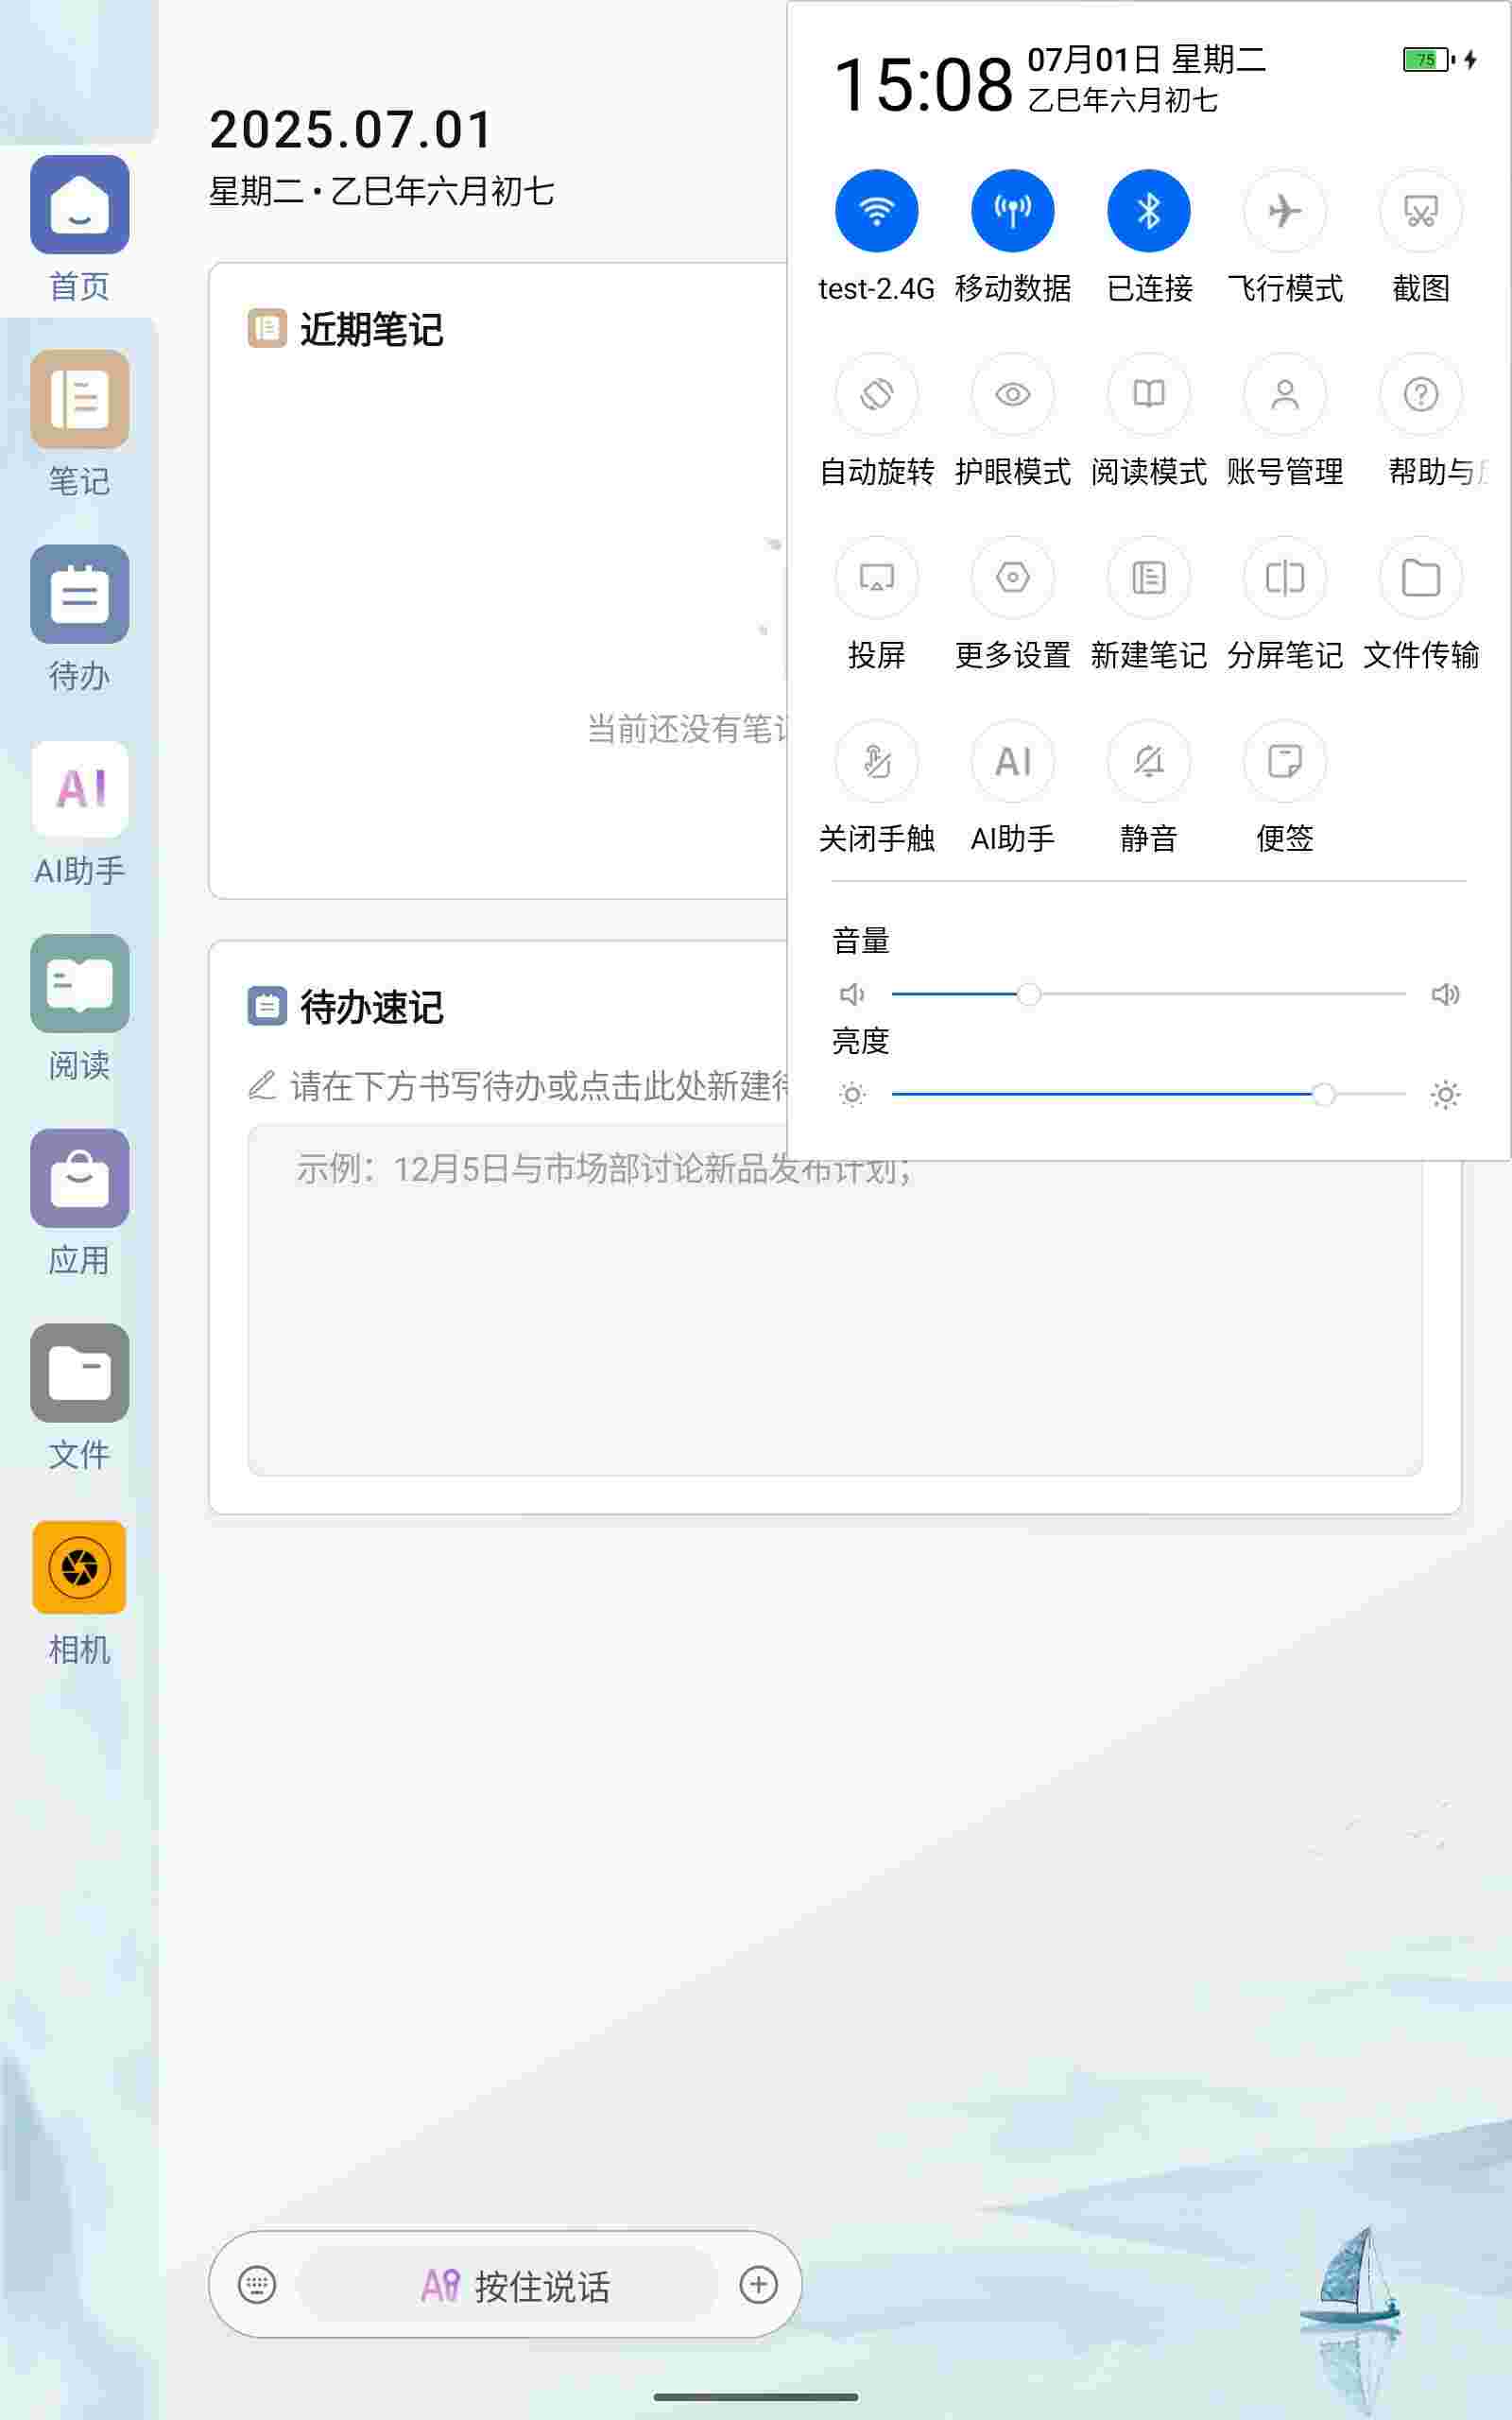 15:08
07月01日 星期二
乙巳年六月初七
75
2025.07.01
星期二•乙巳年六月初七
首页
笔记
待办
AI
AI助手
阅读
应用
文件
相机
近期笔记
当前还没有笔
待办速记
请在下方书写待办或点击此处新建
示例：12月5日与市场部讨论新品发布计划；
test-2.4G 移动数据 已连接 飞行模式 截图
自动旋转 护眼模式 阅读模式 账号管理 帮助与
投屏 更多设置 新建笔记 分屏笔记 文件传输
AI
关闭手触 AI助手 静音 便签
音量
亮度
AI 按住说话